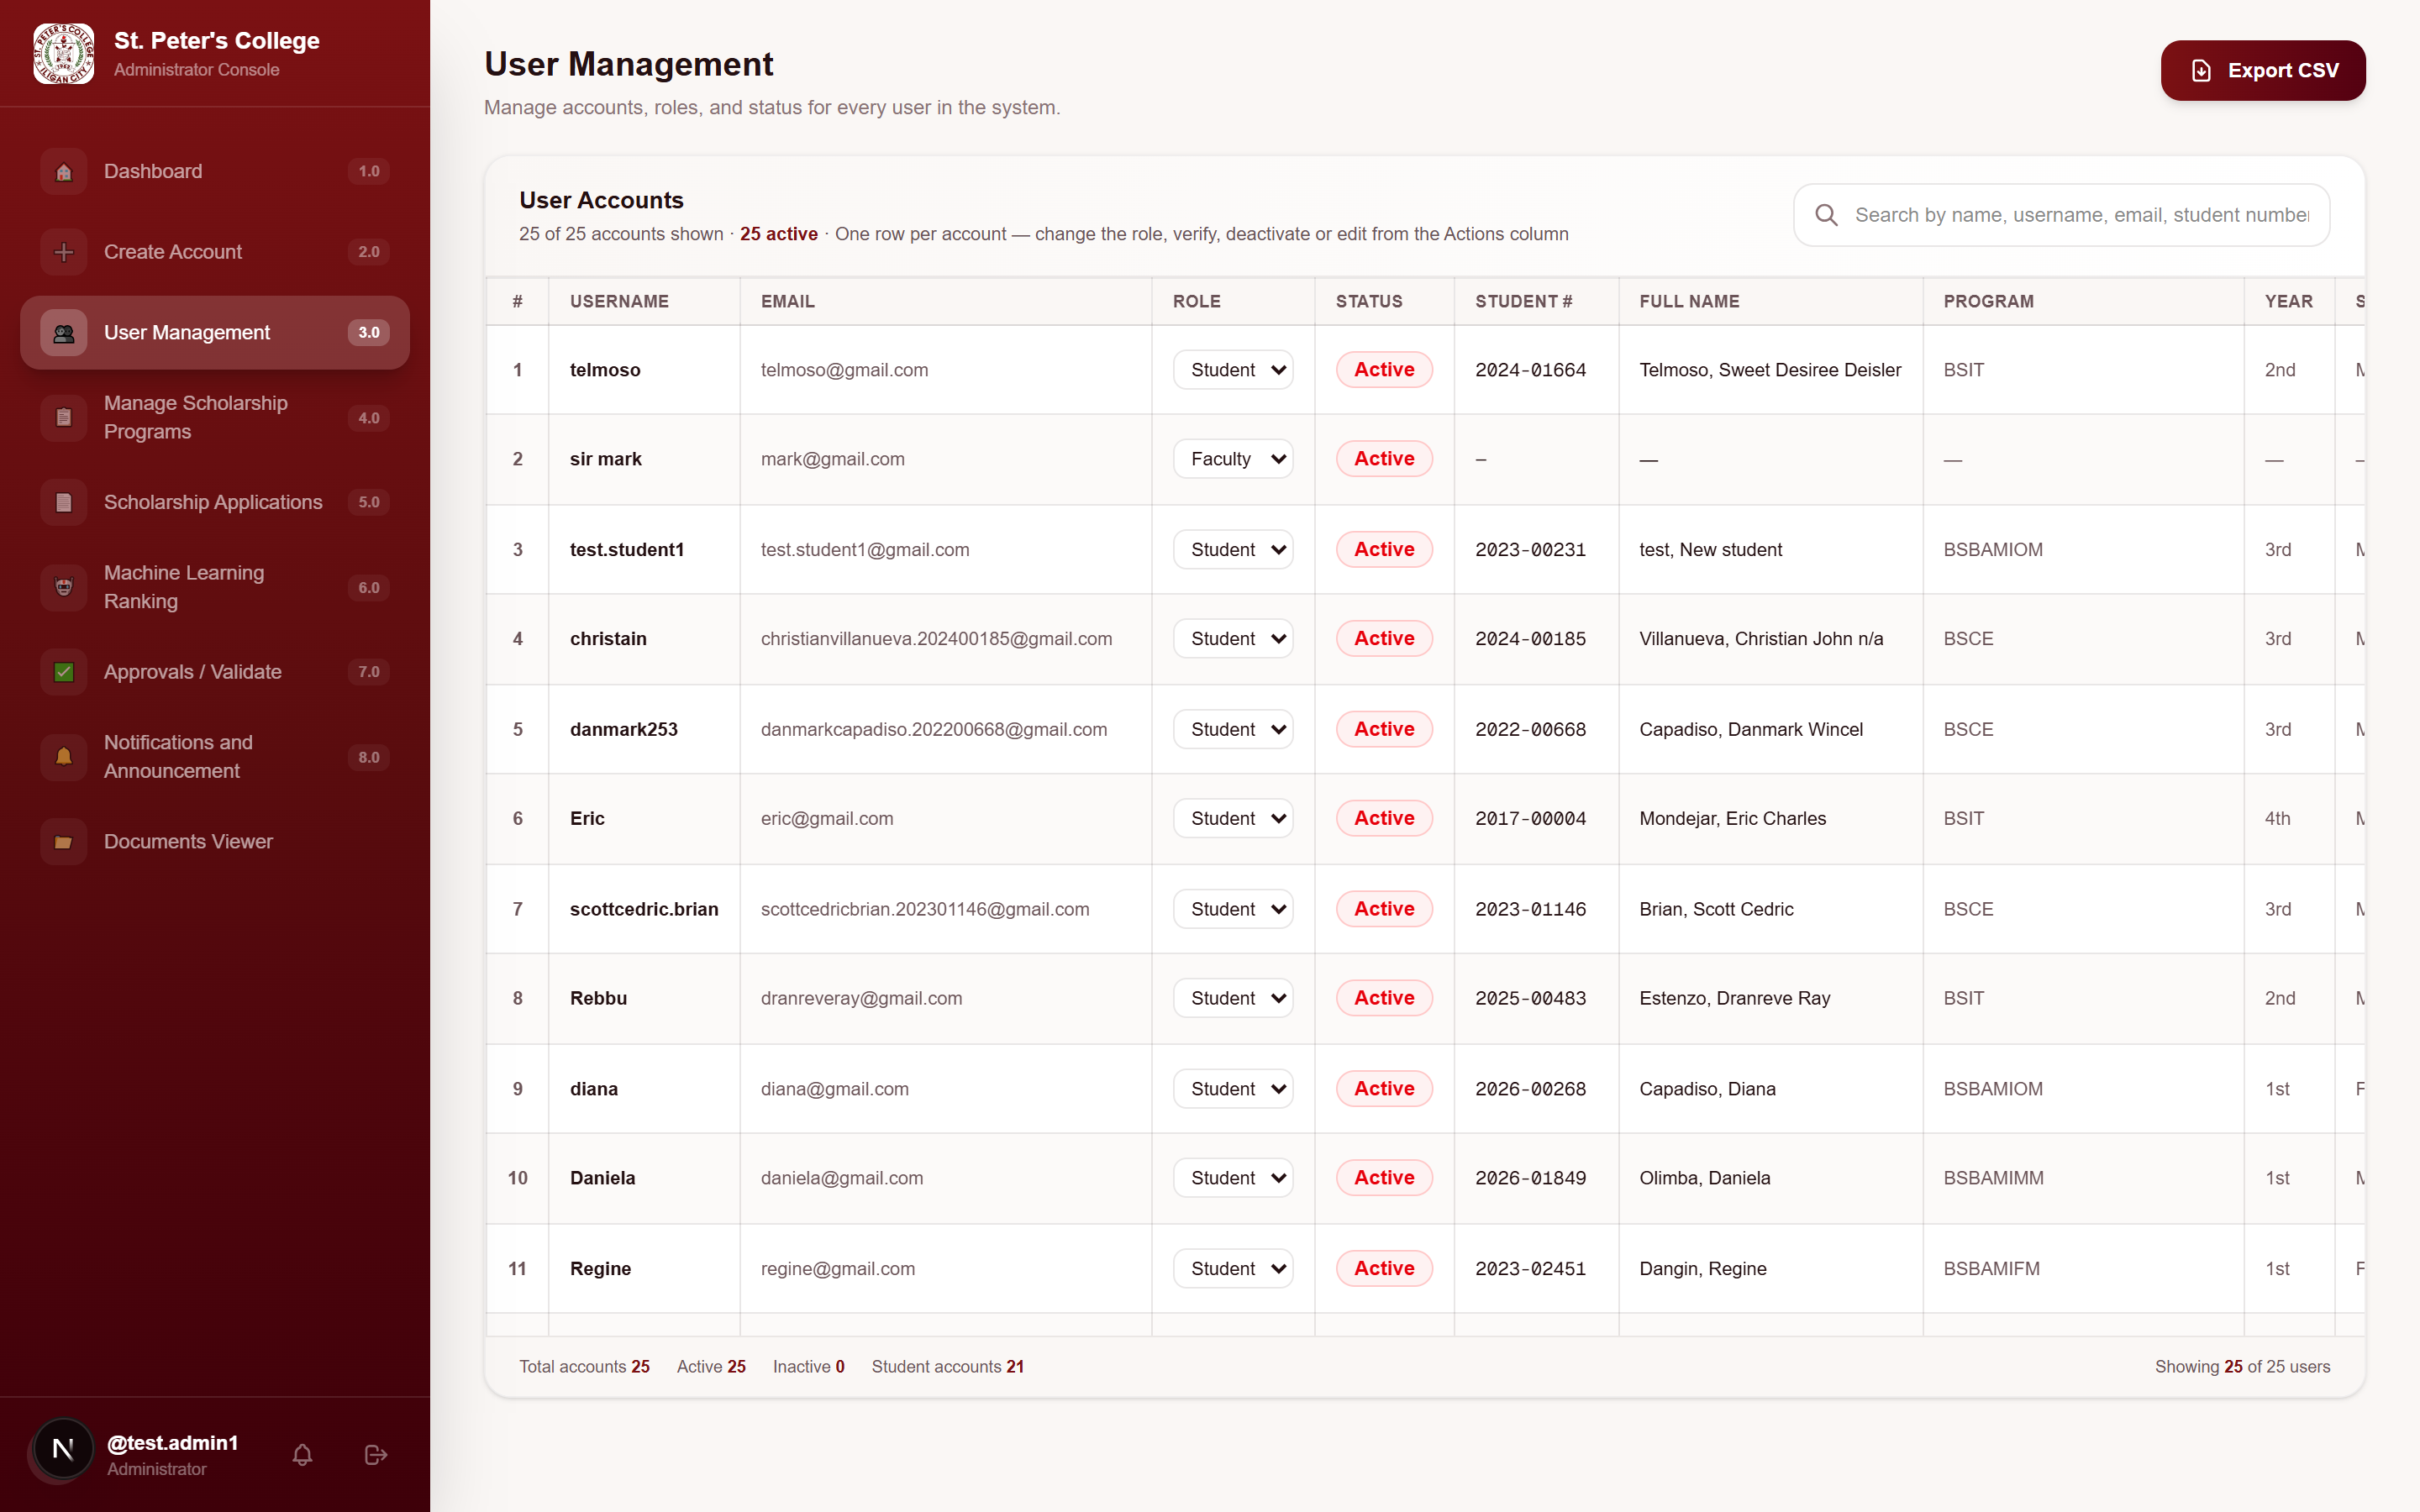 St. Peter's College
Administrator Console
Dashboard 1.0
Create Account 2.0
User Management 3.0
Manage Scholarship
Programs 4.0
Scholarship Applications 5.0
Machine Learning
Ranking 6.0
Approvals / Validate 7.0
Notifications and
Announcement 8.0
Documents Viewer
N
@test.admin1
Administrator
User Management
Manage accounts, roles, and status for every user in the system.
Export CSV
User Accounts
25 of 25 accounts shown · 25 active · One row per account — change the role, verify, deactivate or edit from the Actions column
Search by name, username, email, student number
# USERNAME EMAIL ROLE STATUS STUDENT # FULL NAME PROGRAM YEAR S
1 telmoso telmoso@gmail.com Student Active 2024-01664 Telmoso, Sweet Desiree Deisler BSIT 2nd M
2 sir mark mark@gmail.com Faculty Active — — — — —
3 test.student1 test.student1@gmail.com Student Active 2023-00231 test, New student BSBAMIOM 3rd M
4 christain christianvillanueva.202400185@gmail.com Student Active 2024-00185 Villanueva, Christian John n/a BSCE 3rd M
5 danmark253 danmarkcapadiso.202200668@gmail.com Student Active 2022-00668 Capadiso, Danmark Wincel BSCE 3rd M
6 Eric eric@gmail.com Student Active 2017-00004 Mondejar, Eric Charles BSIT 4th M
7 scottcedric.brian scottcedricbrian.202301146@gmail.com Student Active 2023-01146 Brian, Scott Cedric BSCE 3rd M
8 Rebbu dranreveray@gmail.com Student Active 2025-00483 Estenzo, Dranreve Ray BSIT 2nd M
9 diana diana@gmail.com Student Active 2026-00268 Capadiso, Diana BSBAMIOM 1st F
10 Daniela daniela@gmail.com Student Active 2026-01849 Olimba, Daniela BSBAMIMM 1st M
11 Regine regine@gmail.com Student Active 2023-02451 Dangin, Regine BSBAMIFM 1st F
Total accounts 25 Active 25 Inactive 0 Student accounts 21
Showing 25 of 25 users